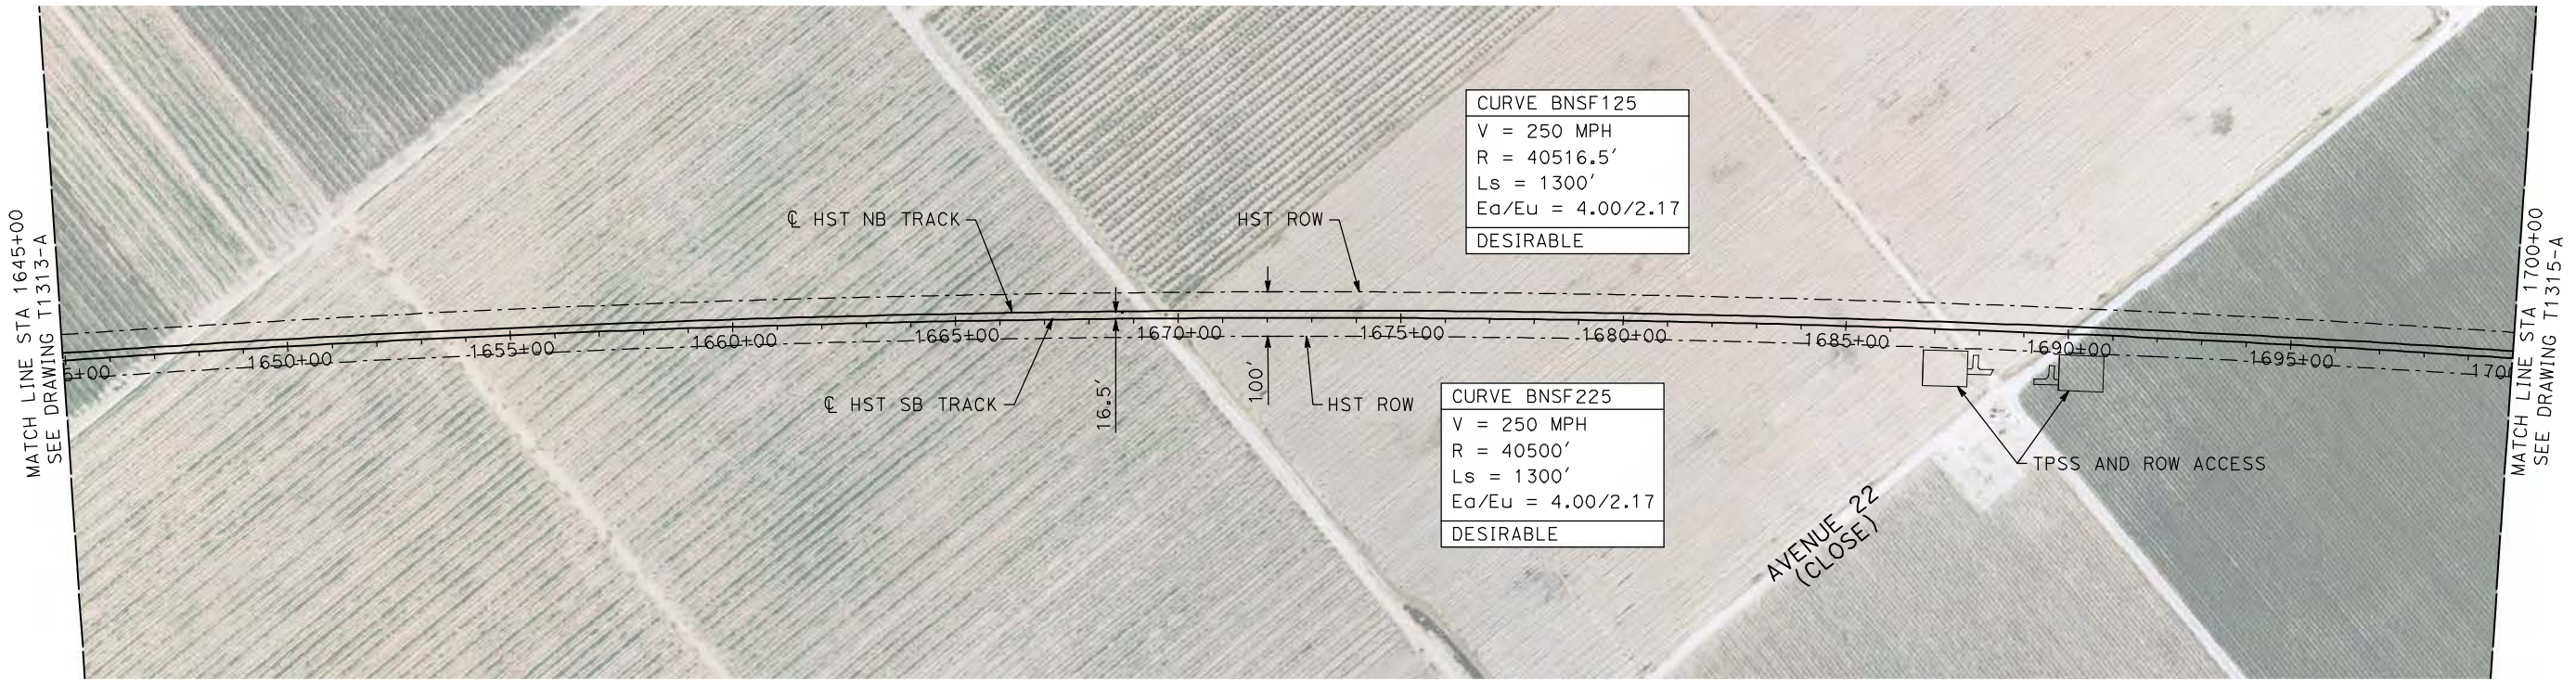 MATCH LINE STA 1645+00
SEE DRAWING T1313-A
CURVE BNSF125
V = 250 MPH
R = 40516.5′
Ls = 1300′
Ea/Eu = 4.00/2.17
DESIRABLE
℄ HST NB TRACK
HST ROW
5+00
1650+00
1655+00
1660+00
1665+00
1670+00
1675+00
1680+00
1685+00
1690+00
1695+00
170
16.5′
100′
℄ HST SB TRACK
HST ROW
CURVE BNSF225
V = 250 MPH
R = 40500′
Ls = 1300′
Ea/Eu = 4.00/2.17
DESIRABLE
TPSS AND ROW ACCESS
AVENUE 22
(CLOSE)
MATCH LINE STA 1700+00
SEE DRAWING T1315-A